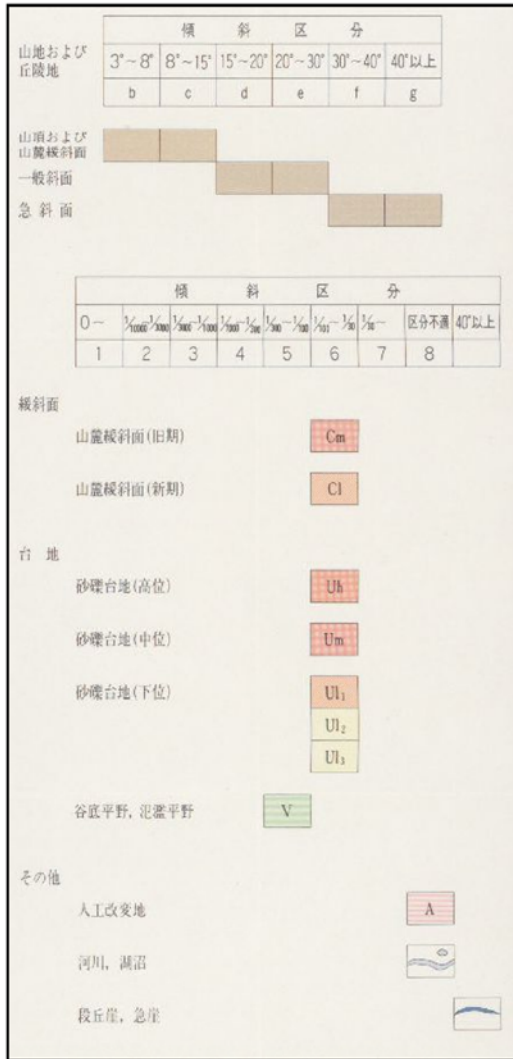 傾斜区分
山地および
丘陵地
3°~8° 8°~15° 15°~20° 20°~30° 30°~40° 40°以上
b c d e f g
山頂および
山麓緩斜面
一般斜面
急斜面
傾斜区分
0~ 区分不適 40°以上
1 2 3 4 5 6 7 8
緩斜面
山麓緩斜面(旧期) Cm
山麓緩斜面(新期) Cl
台地
砂礫台地(高位) Uh
砂礫台地(中位) Um
砂礫台地(下位) Ul₁
Ul₂
Ul₃
谷底平野, 氾濫平野 V
その他
人工改変地 A
河川, 湖沼
段丘崖, 急崖